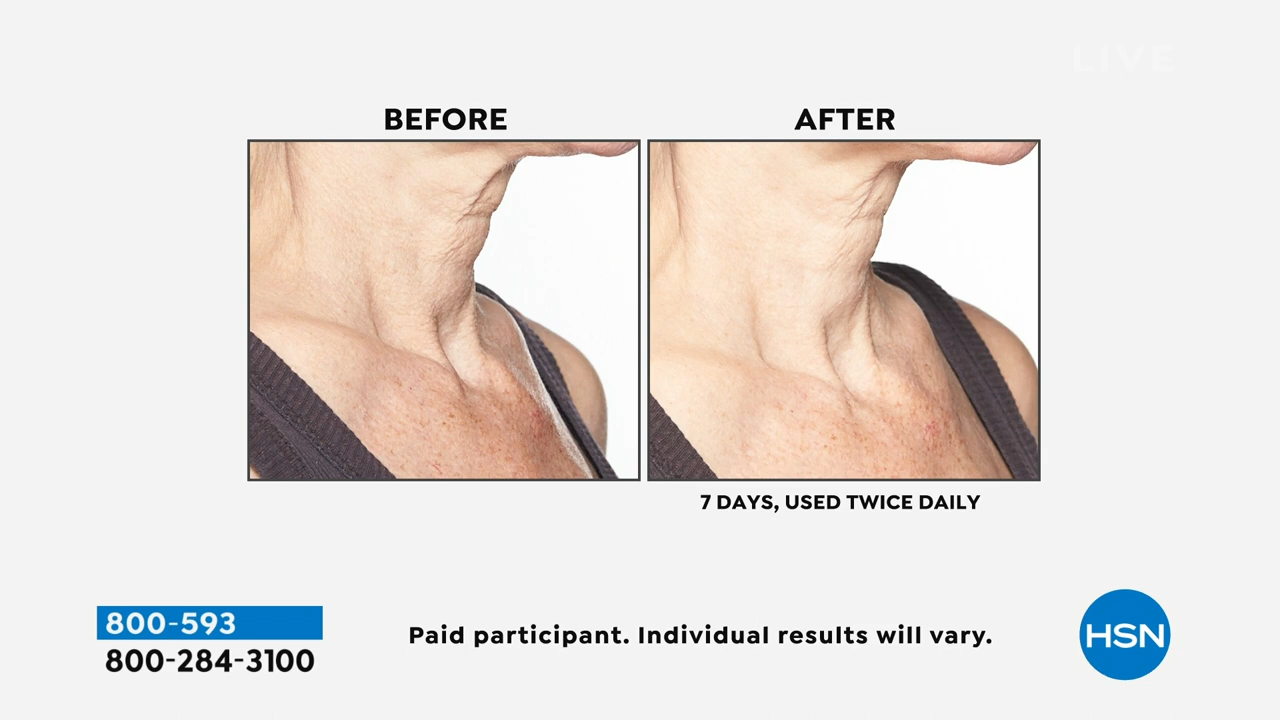 LIVE
BEFORE
AFTER
7 DAYS, USED TWICE DAILY
800-593
800-284-3100
Paid participant. Individual results will vary.
HSN